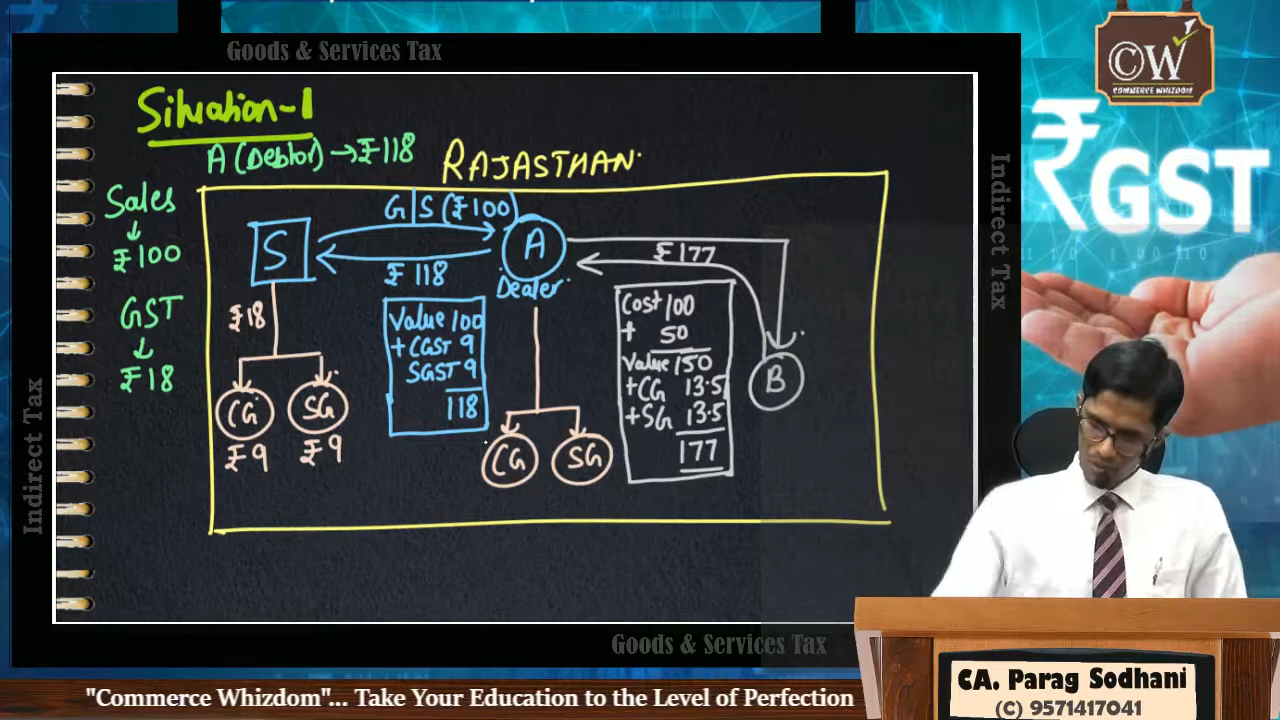 Goods & Services Tax
©W
COMMERCE WHIZDOM
Situation-1
A (Debtor) → ₹118
RAJASTHAN
Sales
↓
₹100
GST
↓
₹18
G|S (₹100)
S
A
Dealer
₹118
₹177
B
₹18
CG
SG
₹9
₹9
Value 100
+ CGST 9
SGST 9
118
CG
SG
Cost 100
+ 50
Value 150
+CG 13.5
+SG 13.5
177
Indirect Tax
Indirect Tax
₹GST
Goods & Services Tax
"Commerce Whizdom"... Take Your Education to the Level of Perfection
CA. Parag Sodhani
(C) 9571417041